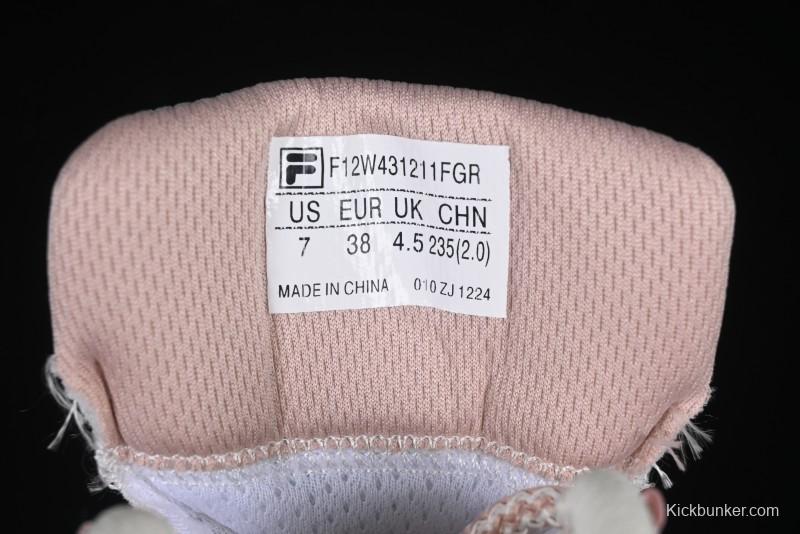 F F12W431211FGR
US EUR UK CHN
7 38 4.5 235(2.0)
MADE IN CHINA 010 ZJ 1224
Kickbunker.com